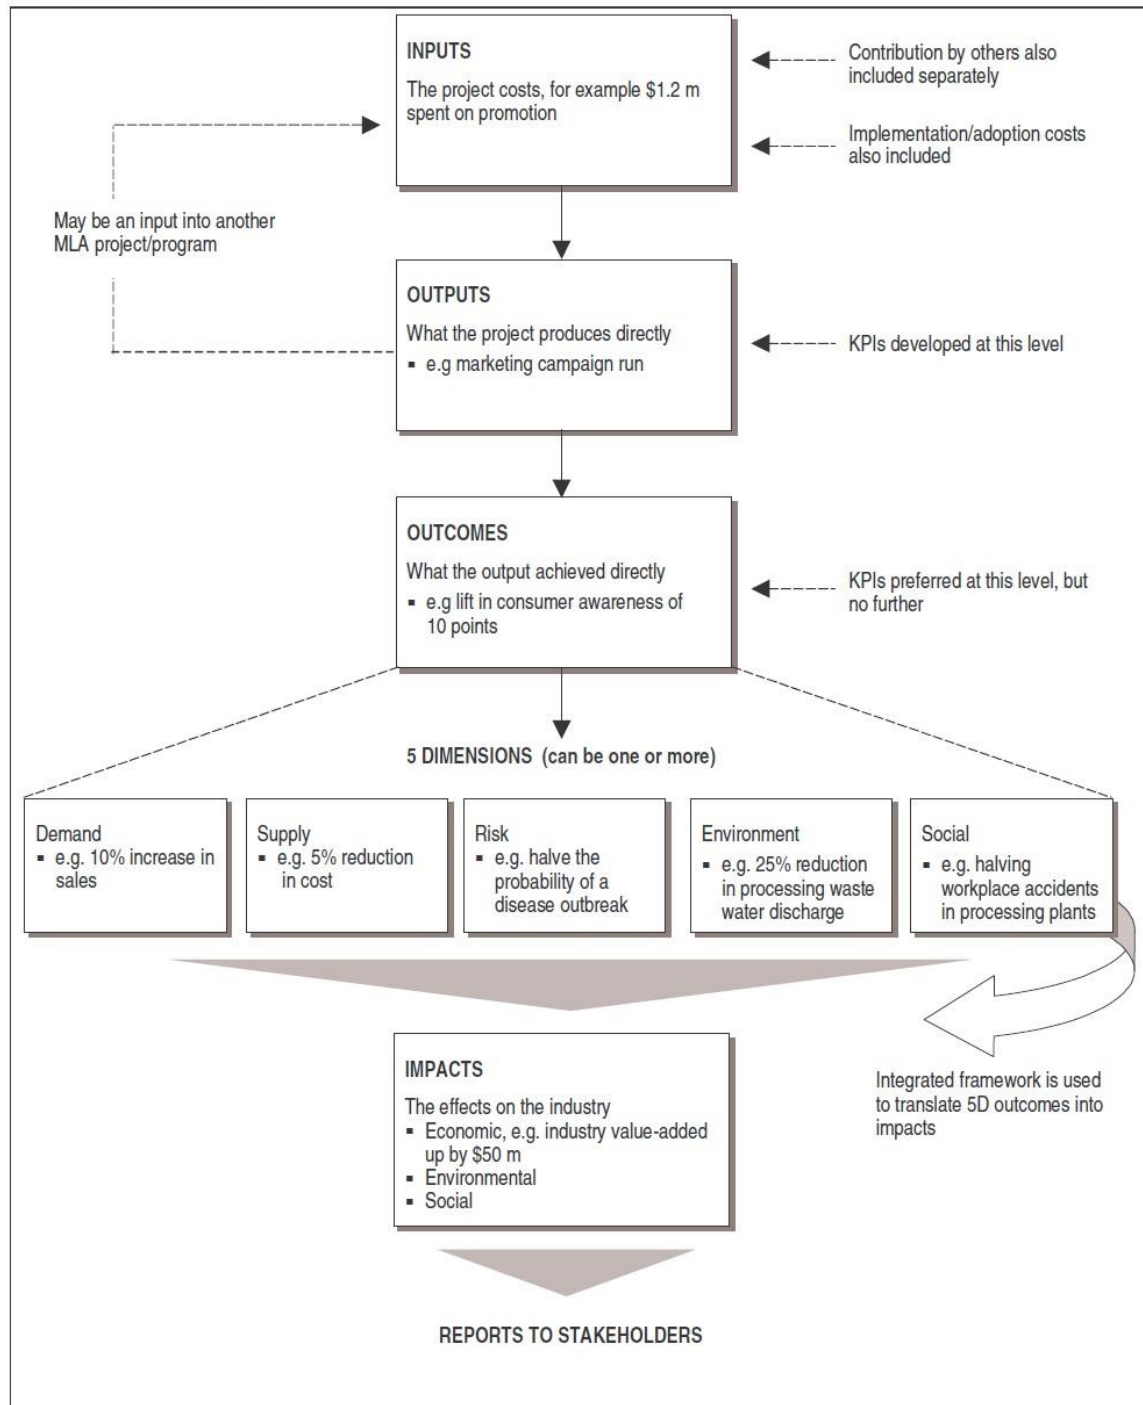 INPUTS
The project costs, for example $1.2 m
spent on promotion
Contribution by others also
included separately
Implementation/adoption costs
also included
May be an input into another
MLA project/program
OUTPUTS
What the project produces directly
▪ e.g marketing campaign run
KPIs developed at this level
OUTCOMES
What the output achieved directly
▪ e.g lift in consumer awareness of
10 points
KPIs preferred at this level, but
no further
5 DIMENSIONS (can be one or more)
Demand
▪ e.g. 10% increase in
sales
Supply
▪ e.g. 5% reduction
in cost
Risk
▪ e.g. halve the
probability of a
disease outbreak
Environment
▪ e.g. 25% reduction
in processing waste
water discharge
Social
▪ e.g. halving
workplace accidents
in processing plants
IMPACTS
The effects on the industry
▪ Economic, e.g. industry value-added
up by $50 m
▪ Environmental
▪ Social
Integrated framework is used
to translate 5D outcomes into
impacts
REPORTS TO STAKEHOLDERS